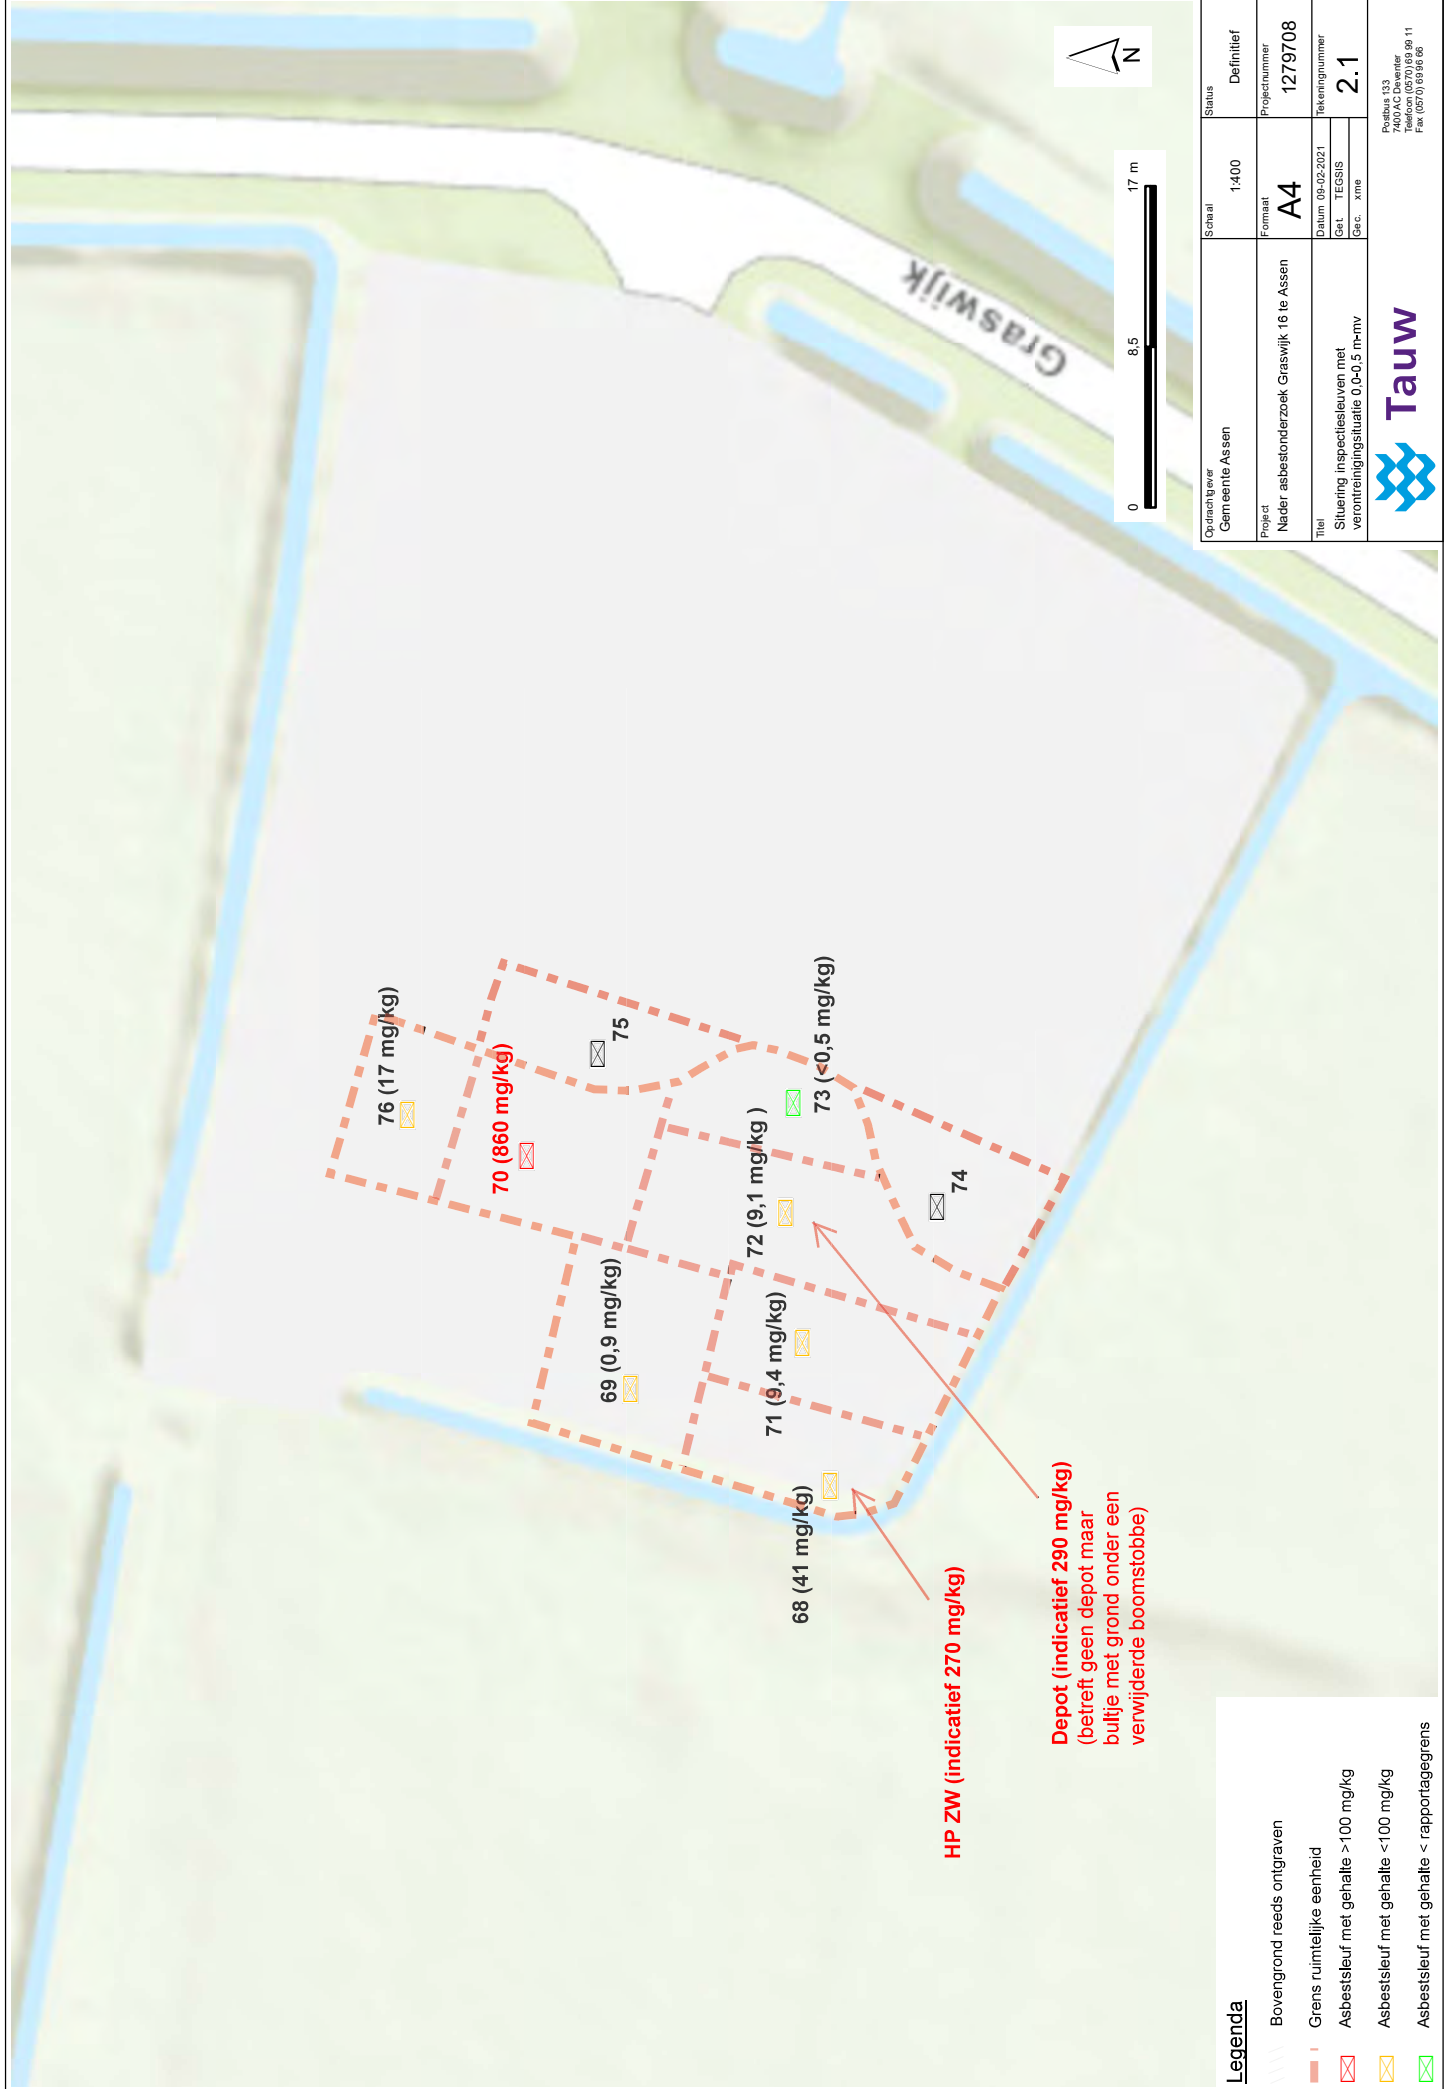 76 (17 mg/kg)
70 (860 mg/kg)
75
69 (0,9 mg/kg)
72 (9,1 mg/kg )
73 (<0,5 mg/kg)
71 (9,4 mg/kg)
74
68 (41 mg/kg)
HP ZW (indicatief 270 mg/kg)
Depot (indicatief 290 mg/kg)
(betreft geen depot maar
bultje met grond onder een
verwijderde boomstobbe)
Graswijk
N
0 8,5 17 m
Legenda
Bovengrond reeds ontgraven
Grens ruimtelijke eenheid
Asbestsleuf met gehalte >100 mg/kg
Asbestsleuf met gehalte <100 mg/kg
Asbestsleuf met gehalte < rapportagegrens
Opdrachtgever
Gemeente Assen
Schaal
1:400
Status
Definitief
Project
Nader asbestonderzoek Graswijk 16 te Assen
Formaat
A4
Projectnummer
1279708
Titel
Situering inspectiesleuven met
verontreinigingsituatie 0,0-0,5 m-mv
Datum 09-02-2021
Get. TEGSIS
Gec. xme
Tekeningnummer
2.1
Tauw
Postbus 133
7400 AC Deventer
Telefoon (0570) 69 99 11
Fax (0570) 69 96 66